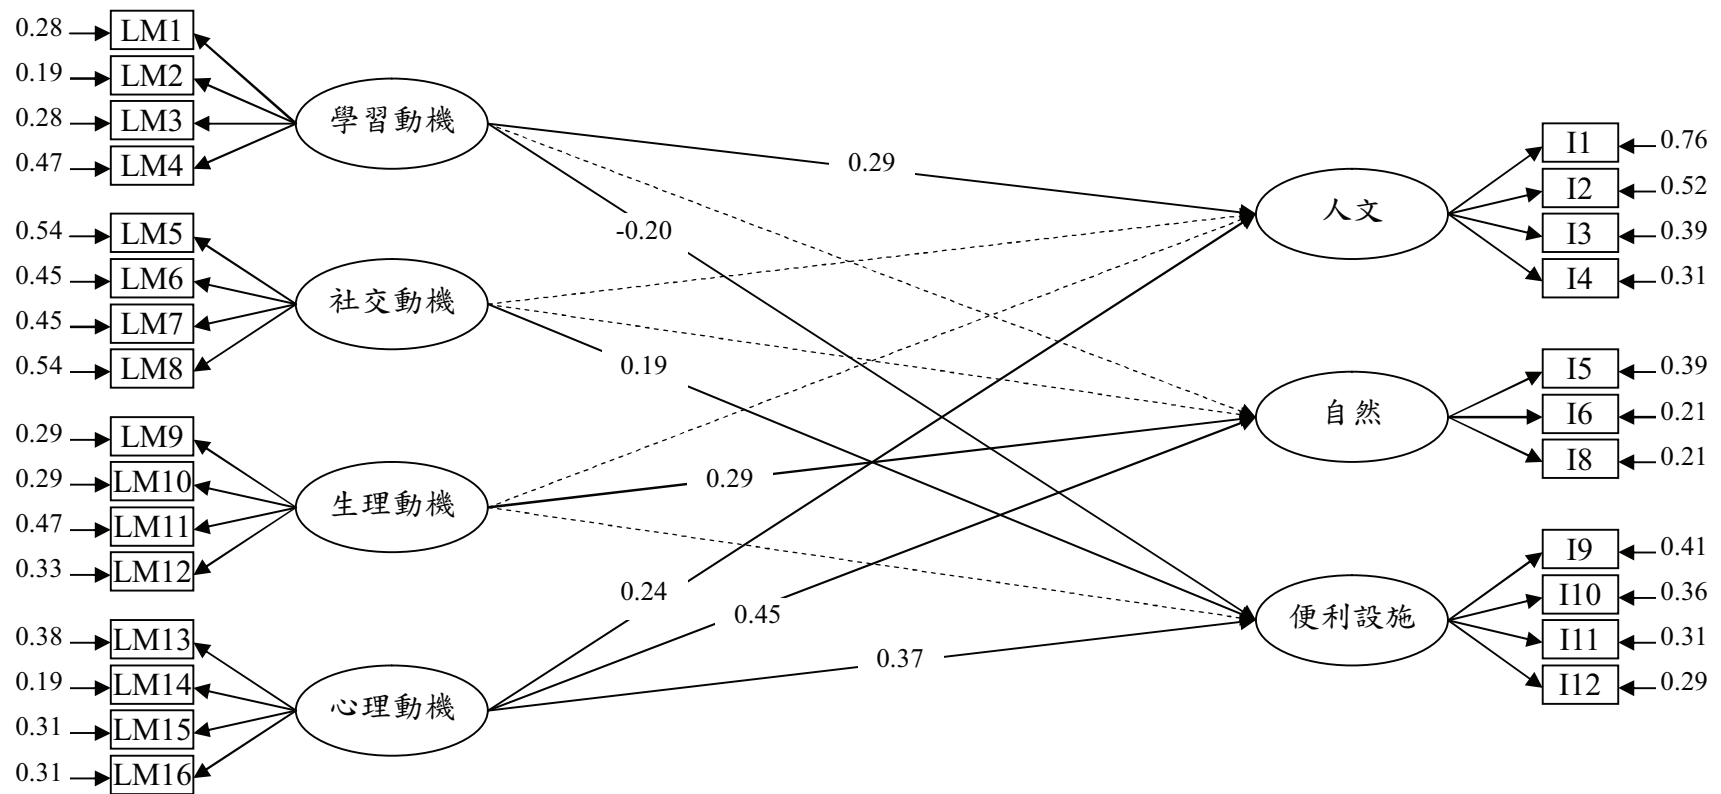 0.28 LM1
0.19 LM2
0.28 LM3
0.47 LM4
學習動機
0.54 LM5
0.45 LM6
0.45 LM7
0.54 LM8
社交動機
0.29 LM9
0.29 LM10
0.47 LM11
0.33 LM12
生理動機
0.38 LM13
0.19 LM14
0.31 LM15
0.31 LM16
心理動機
0.29
-0.20
0.19
0.29
0.24
0.45
0.37
人文
I1 0.76
I2 0.52
I3 0.39
I4 0.31
自然
I5 0.39
I6 0.21
I8 0.21
便利設施
I9 0.41
I10 0.36
I11 0.31
I12 0.29